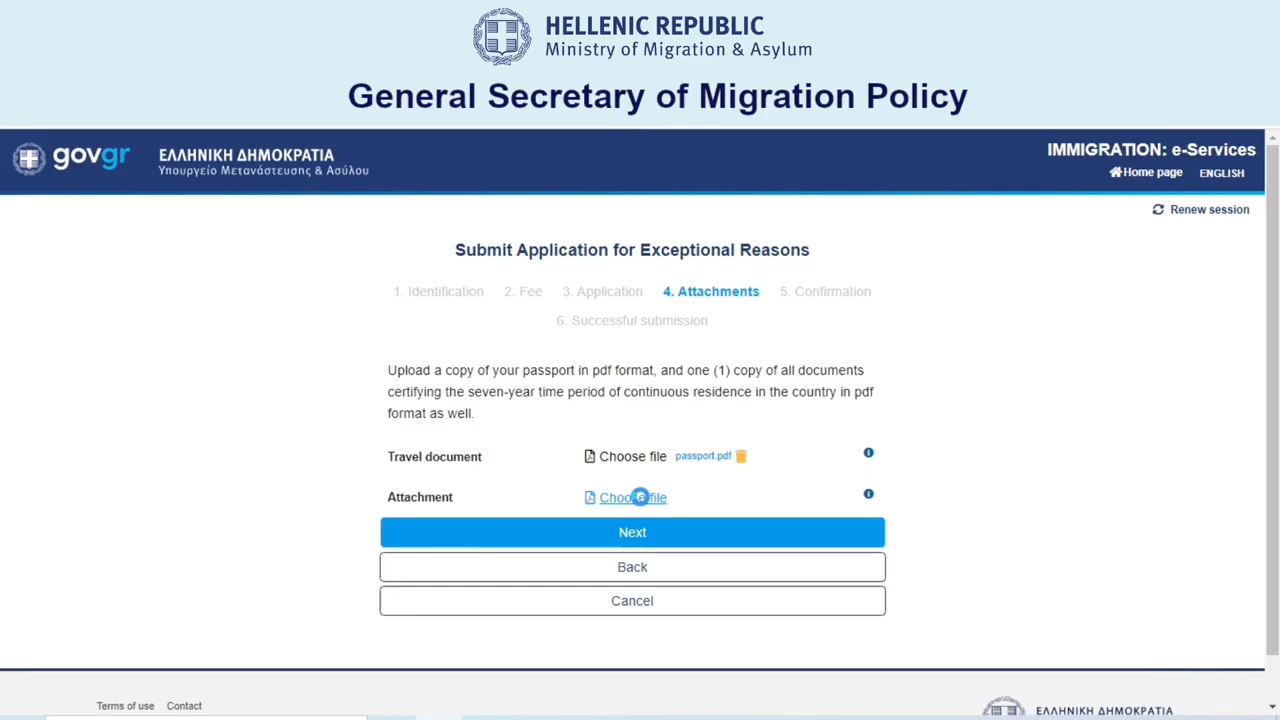 HELLENIC REPUBLIC
Ministry of Migration & Asylum
General Secretary of Migration Policy
govgr
ΕΛΛΗΝΙΚΗ ΔΗΜΟΚΡΑΤΙΑ
Υπουργείο Μετανάστευσης & Ασύλου
IMMIGRATION: e-Services
Home page ENGLISH
Renew session
Submit Application for Exceptional Reasons
1. Identification 2. Fee 3. Application 4. Attachments 5. Confirmation
6. Successful submission
Upload a copy of your passport in pdf format, and one (1) copy of all documents
certifying the seven-year time period of continuous residence in the country in pdf
format as well.
Travel document Choose file passport.pdf
Attachment Choose file
Next
Back
Cancel
Terms of use Contact
ΕΛΛΗΝΙΚΗ ΔΗΜΟΚΡΑΤΙΑ